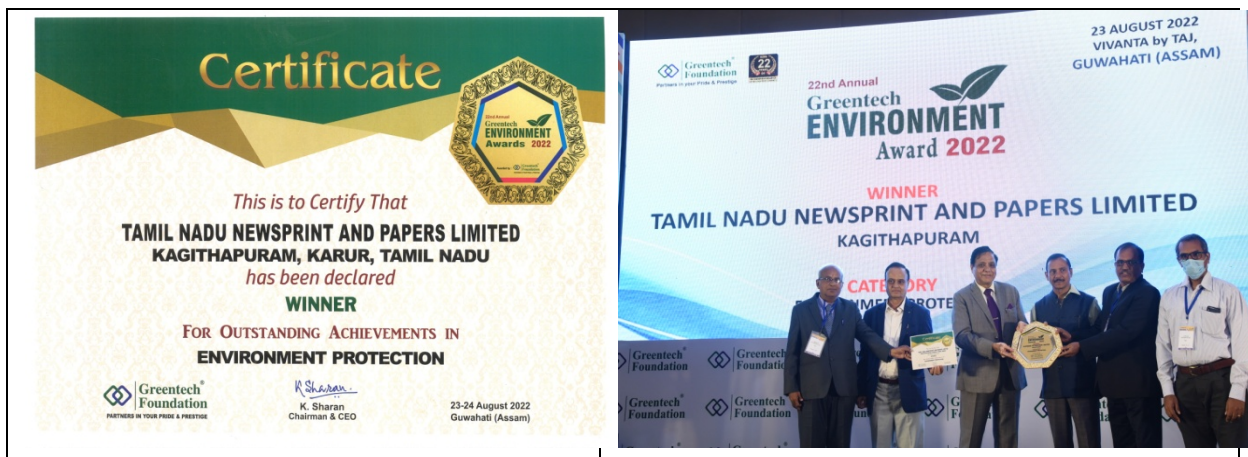 Certificate
22nd Annual
Greentech
ENVIRONMENT
Awards 2022
Greentech
Foundation
This is to Certify That
TAMIL NADU NEWSPRINT AND PAPERS LIMITED
KAGITHAPURAM, KARUR, TAMIL NADU
has been declared
WINNER
FOR OUTSTANDING ACHIEVEMENTS IN
ENVIRONMENT PROTECTION
Greentech®
Foundation
PARTNERS IN YOUR PRIDE & PRESTIGE
K Sharan.
K. Sharan
Chairman & CEO
23-24 August 2022
Guwahati (Assam)
23 AUGUST 2022
VIVANTA by TAJ,
GUWAHATI (ASSAM)
Greentech®
Foundation
Partners in your Pride & Prestige
22
22nd Annual
Greentech
ENVIRONMENT
Award 2022
WINNER
TAMIL NADU NEWSPRINT AND PAPERS LIMITED
KAGITHAPURAM
CATEGORY
Greentech®
Foundation
Greentech®
Foundation
Greentech®
Foundation
Greentech®
Foundation